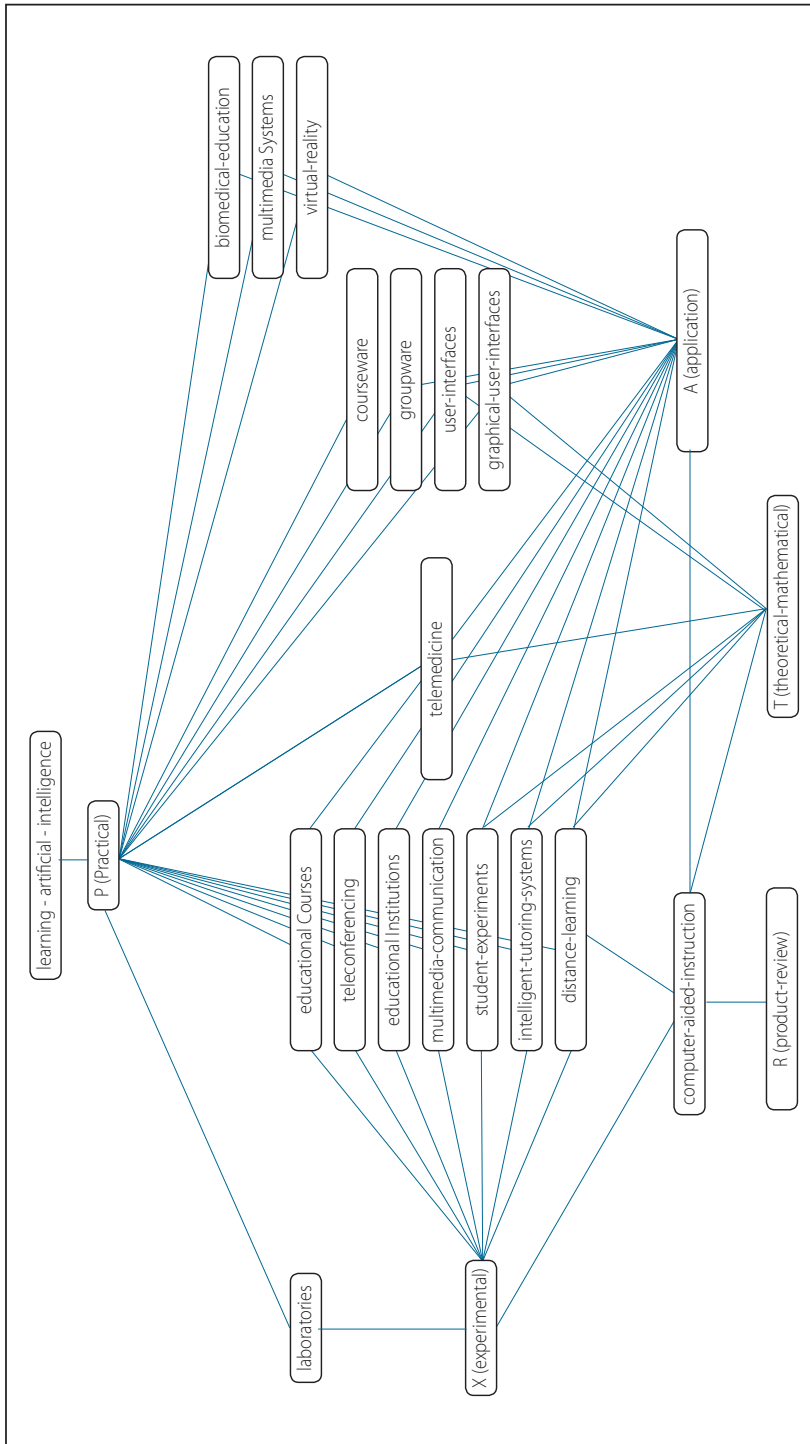 learning - artificial - intelligence
P (Practical)
biomedical-education
multimedia Systems
virtual-reality
laboratories
educational Courses
teleconferencing
educational Institutions
multimedia-communication
student-experiments
intelligent-tutoring-systems
distance-learning
telemedicine
courseware
groupware
user-interfaces
graphical-user-interfaces
X (experimental)
computer-aided-instruction
A (application)
R (product-review)
T (theoretical-mathematical)